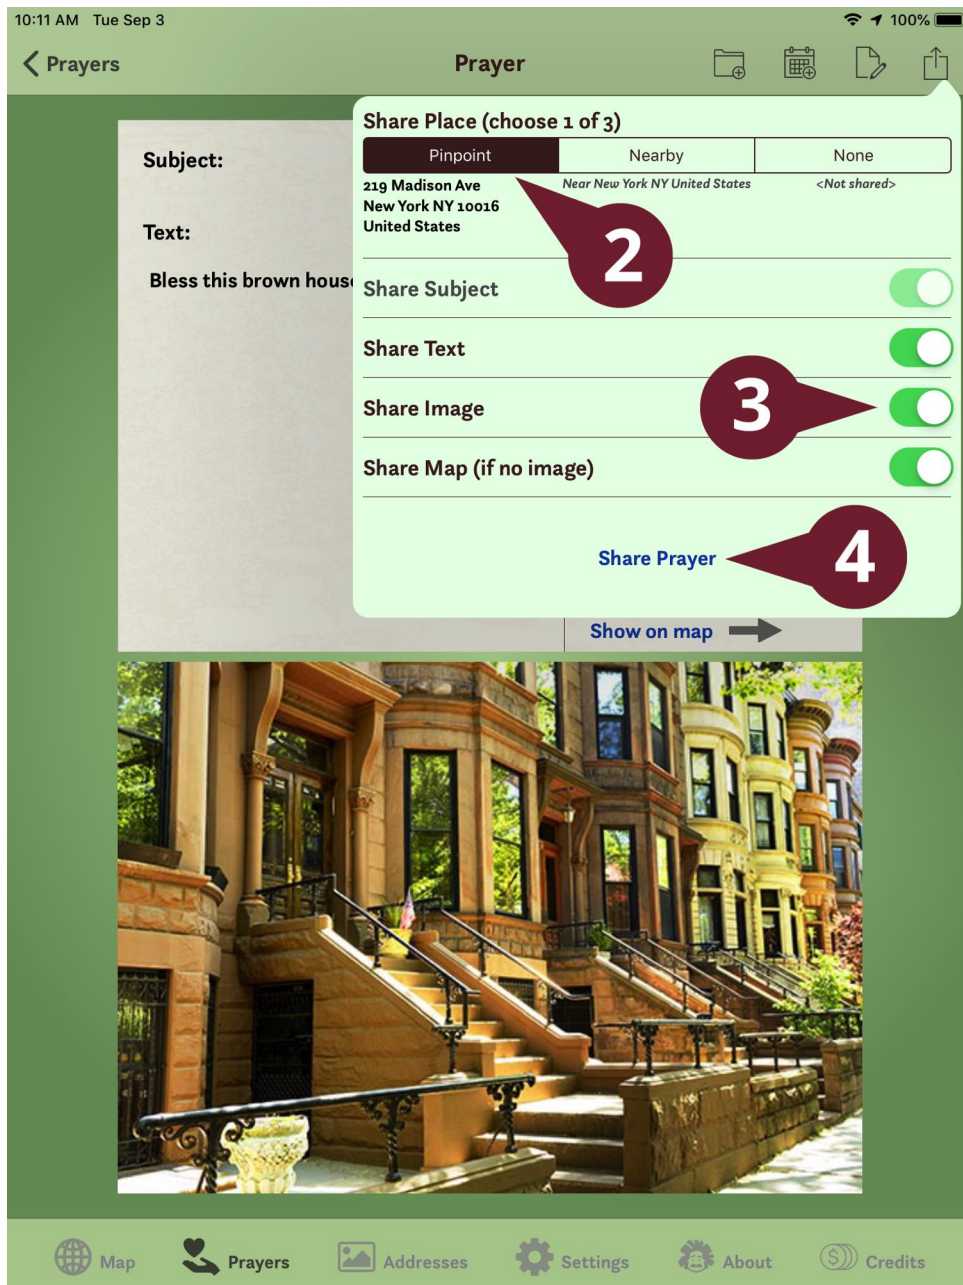 10:11 AM Tue Sep 3
100%
Prayers
Prayer
Share Place (choose 1 of 3)
Pinpoint
Nearby
None
219 Madison Ave
New York NY 10016
United States
Near New York NY United States
<Not shared>
2
Subject:
Text:
Bless this brown house
Share Subject
Share Text
Share Image
3
Share Map (if no image)
Share Prayer
4
Show on map
Map
Prayers
Addresses
Settings
About
Credits